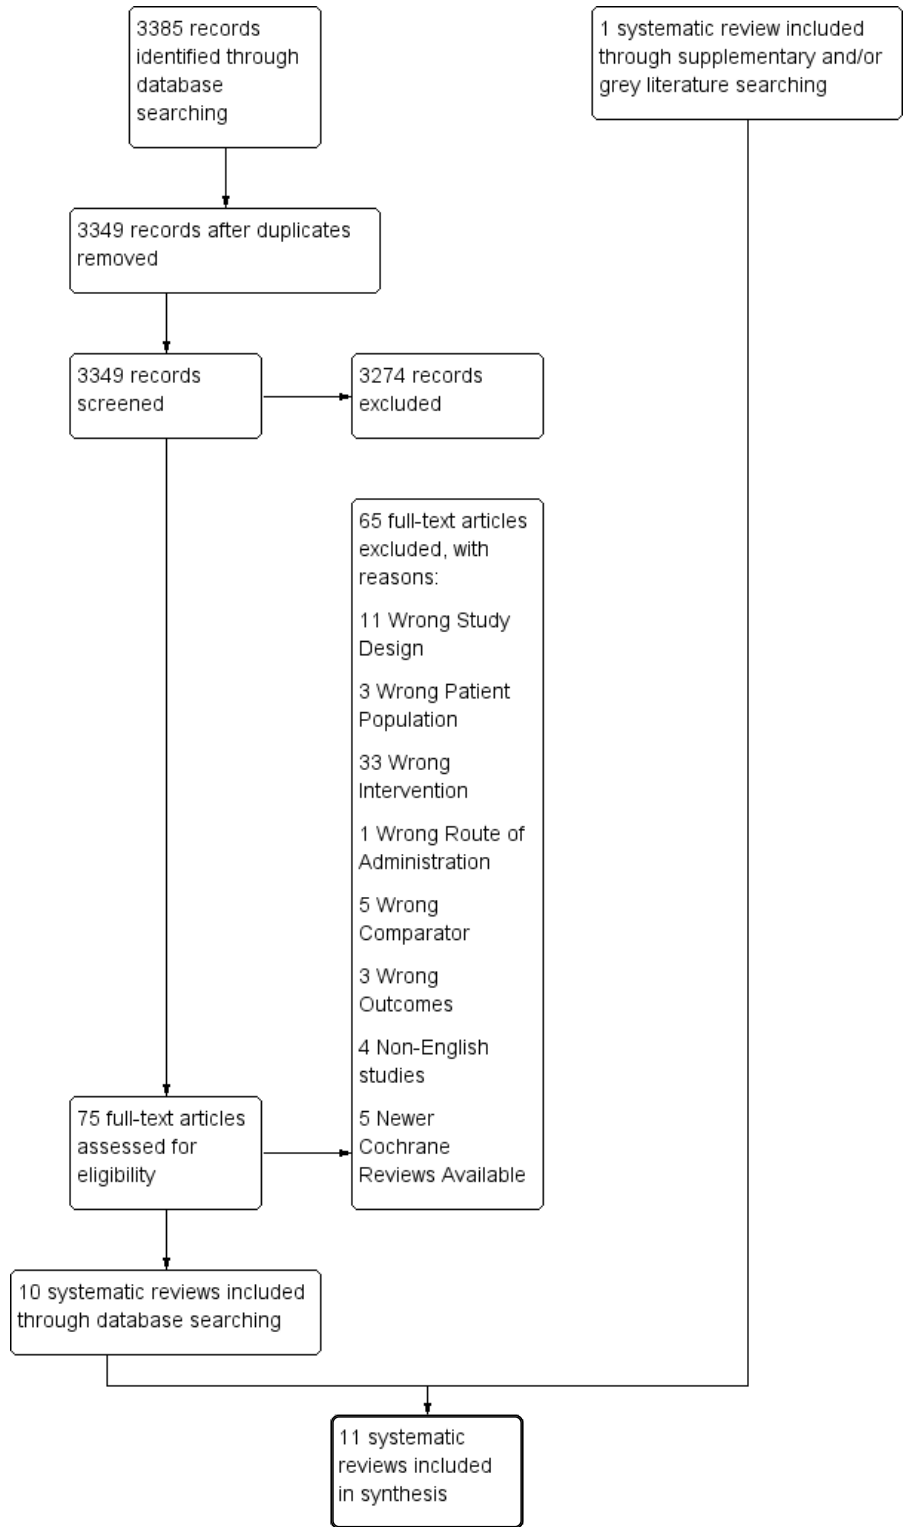 3385 records
identified through
database
searching
1 systematic review included
through supplementary and/or
grey literature searching
3349 records after duplicates
removed
3349 records
screened
3274 records
excluded
65 full-text articles
excluded, with
reasons:
11 Wrong Study
Design
3 Wrong Patient
Population
33 Wrong
Intervention
1 Wrong Route of
Administration
5 Wrong
Comparator
3 Wrong
Outcomes
4 Non-English
studies
5 Newer
Cochrane
Reviews Available
75 full-text articles
assessed for
eligibility
10 systematic reviews included
through database searching
11 systematic
reviews included
in synthesis